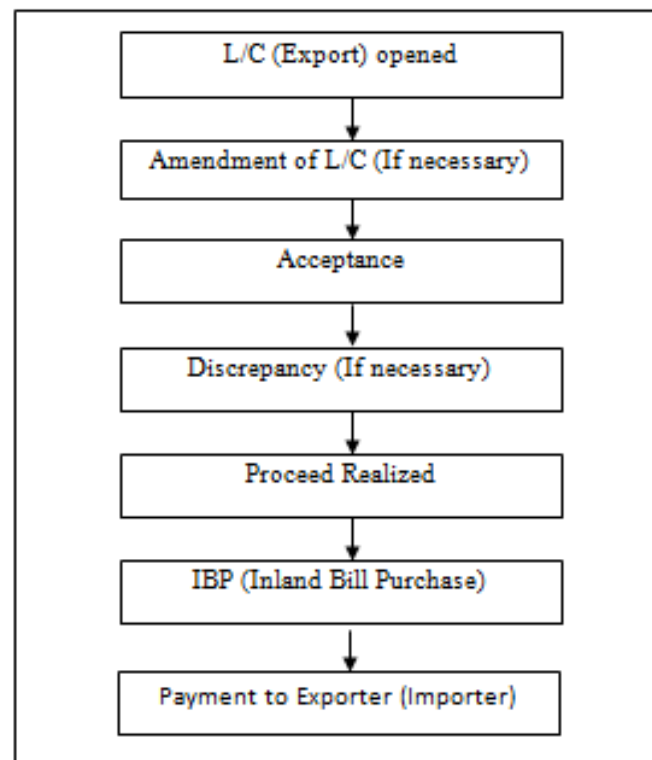 L/C (Export) opened
Amendment of L/C (If necessary)
Acceptance
Discrepancy (If necessary)
Proceed Realized
IBP (Inland Bill Purchase)
Payment to Exporter (Importer)